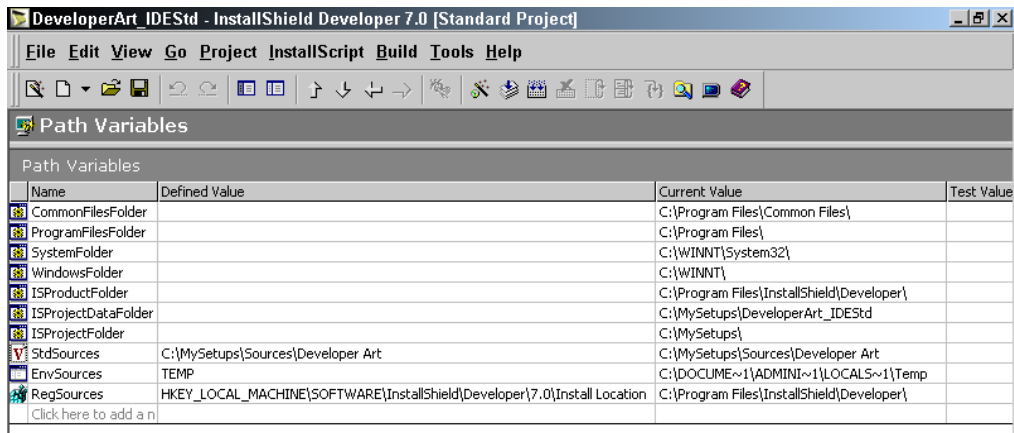 DeveloperArt_IDEStd - InstallShield Developer 7.0 [Standard Project]
File Edit View Go Project InstallScript Build Tools Help
Path Variables
Path Variables
Name Defined Value Current Value Test Value
CommonFilesFolder C:\Program Files\Common Files\
ProgramFilesFolder C:\Program Files\
SystemFolder C:\WINNT\System32\
WindowsFolder C:\WINNT\
ISProductFolder C:\Program Files\InstallShield\Developer\
ISProjectDataFolder C:\MySetups\DeveloperArt_IDEStd
ISProjectFolder C:\MySetups\
V StdSources C:\MySetups\Sources\Developer Art C:\MySetups\Sources\Developer Art
EnvSources TEMP C:\DOCUME~1\ADMINI~1\LOCALS~1\Temp
RegSources HKEY_LOCAL_MACHINE\SOFTWARE\InstallShield\Developer\7.0\Install Location C:\Program Files\InstallShield\Developer\
Click here to add a n